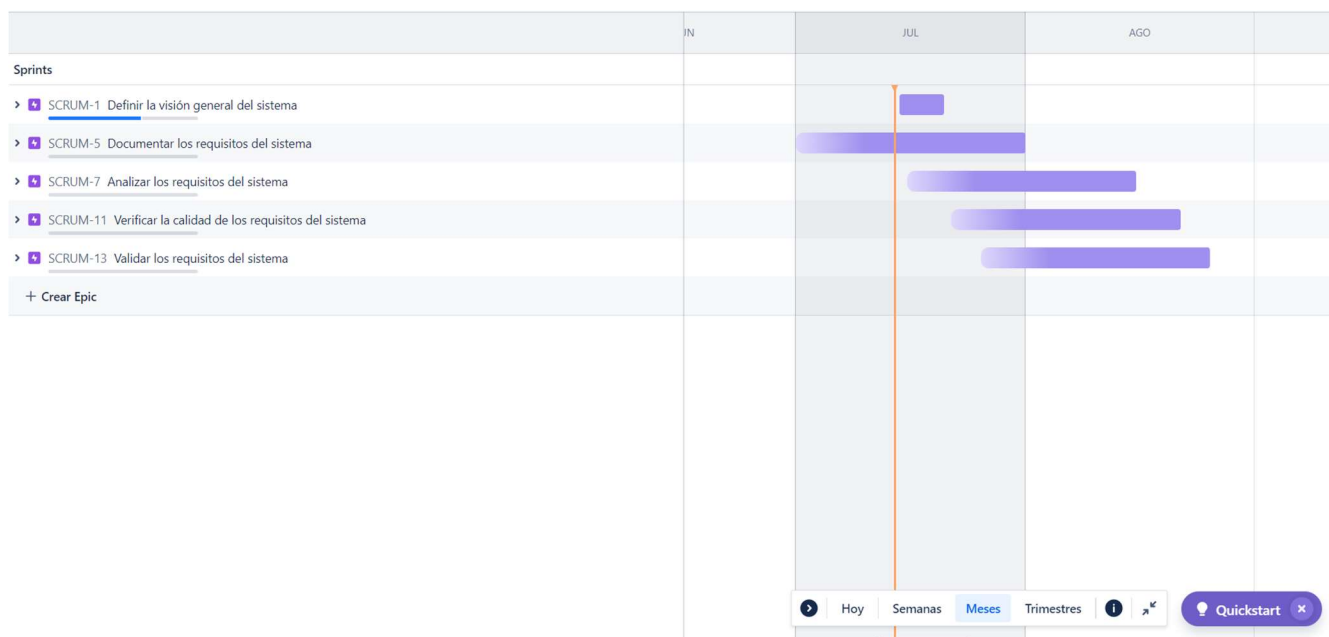 UN JUL AGO
Sprints
SCRUM-1 Definir la visión general del sistema
SCRUM-5 Documentar los requisitos del sistema
SCRUM-7 Analizar los requisitos del sistema
SCRUM-11 Verificar la calidad de los requisitos del sistema
SCRUM-13 Validar los requisitos del sistema
+ Crear Epic
Hoy Semanas Meses Trimestres Quickstart